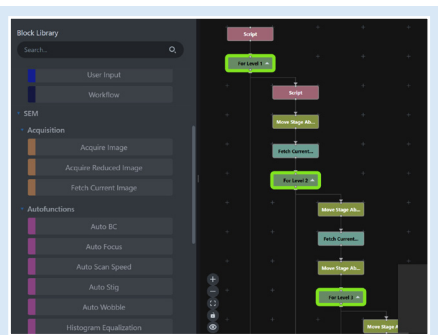 Block Library
Search...
User Input
Workflow
SEM
Acquisition
Acquire Image
Acquire Reduced Image
Fetch Current Image
Autofunctions
Auto BC
Auto Focus
Auto Scan Speed
Auto Stig
Auto Wobble
Histogram Equalization
Script
For Level 1
Script
Move Stage Ab...
Fetch Current...
For Level 2
Move Stage Ab...
Fetch Current...
Move Stage Ab...
For Level 3
Move Stage A